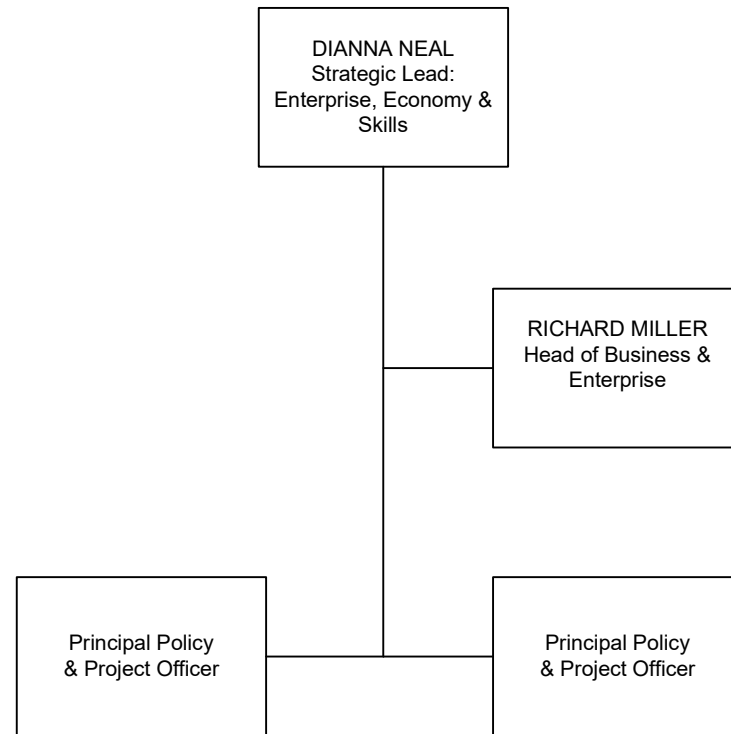 DIANNA NEAL
Strategic Lead:
Enterprise, Economy &
Skills
RICHARD MILLER
Head of Business &
Enterprise
Principal Policy
& Project Officer
Principal Policy
& Project Officer